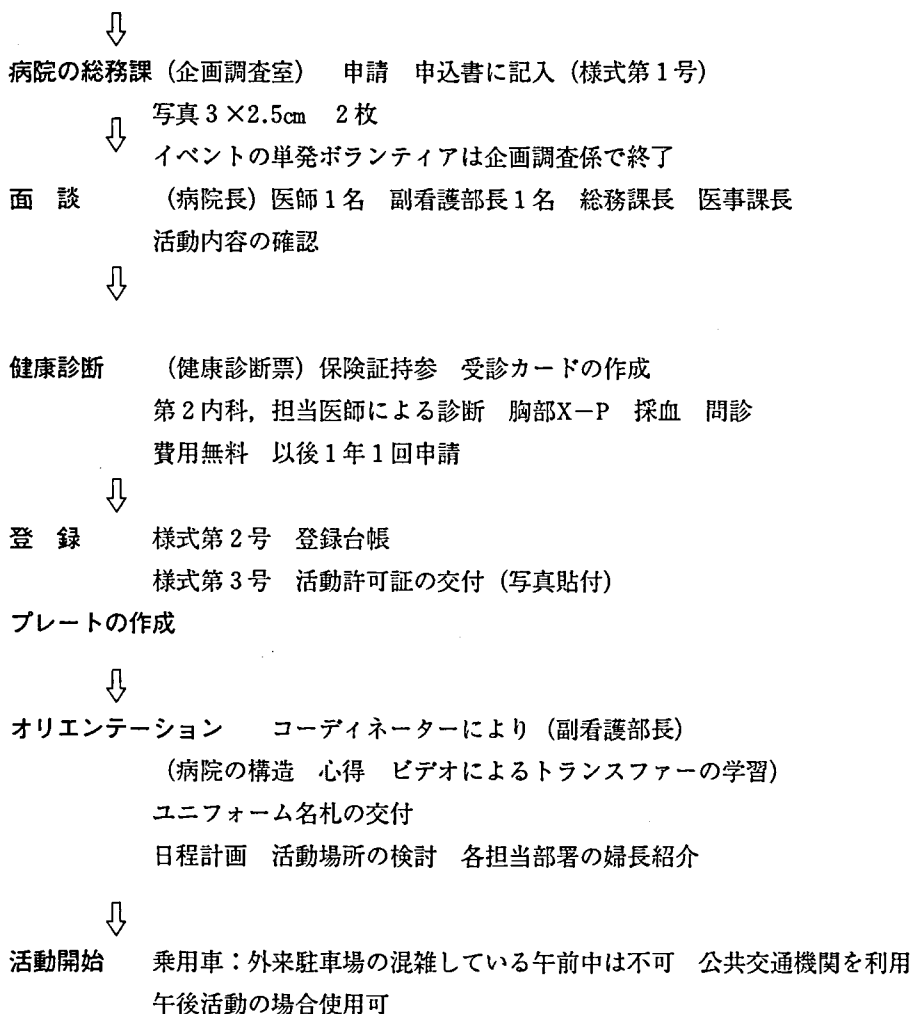 ⇩
病院の総務課（企画調査室）　申請　申込書に記入（様式第1号）
写真3×2.5㎝　2枚
⇩
イベントの単発ボランティアは企画調査係で終了
面　談　（病院長）医師1名　副看護部長1名　総務課長　医事課長
活動内容の確認
⇩
健康診断　（健康診断票）保険証持参　受診カードの作成
第2内科，担当医師による診断　胸部X－P　採血　問診
費用無料　以後1年1回申請
⇩
登　録　様式第2号　登録台帳
様式第3号　活動許可証の交付（写真貼付）
プレートの作成
⇩
オリエンテーション　コーディネーターにより（副看護部長）
（病院の構造　心得　ビデオによるトランスファーの学習）
ユニフォーム名札の交付
日程計画　活動場所の検討　各担当部署の婦長紹介
⇩
活動開始　乗用車：外来駐車場の混雑している午前中は不可　公共交通機関を利用
午後活動の場合使用可